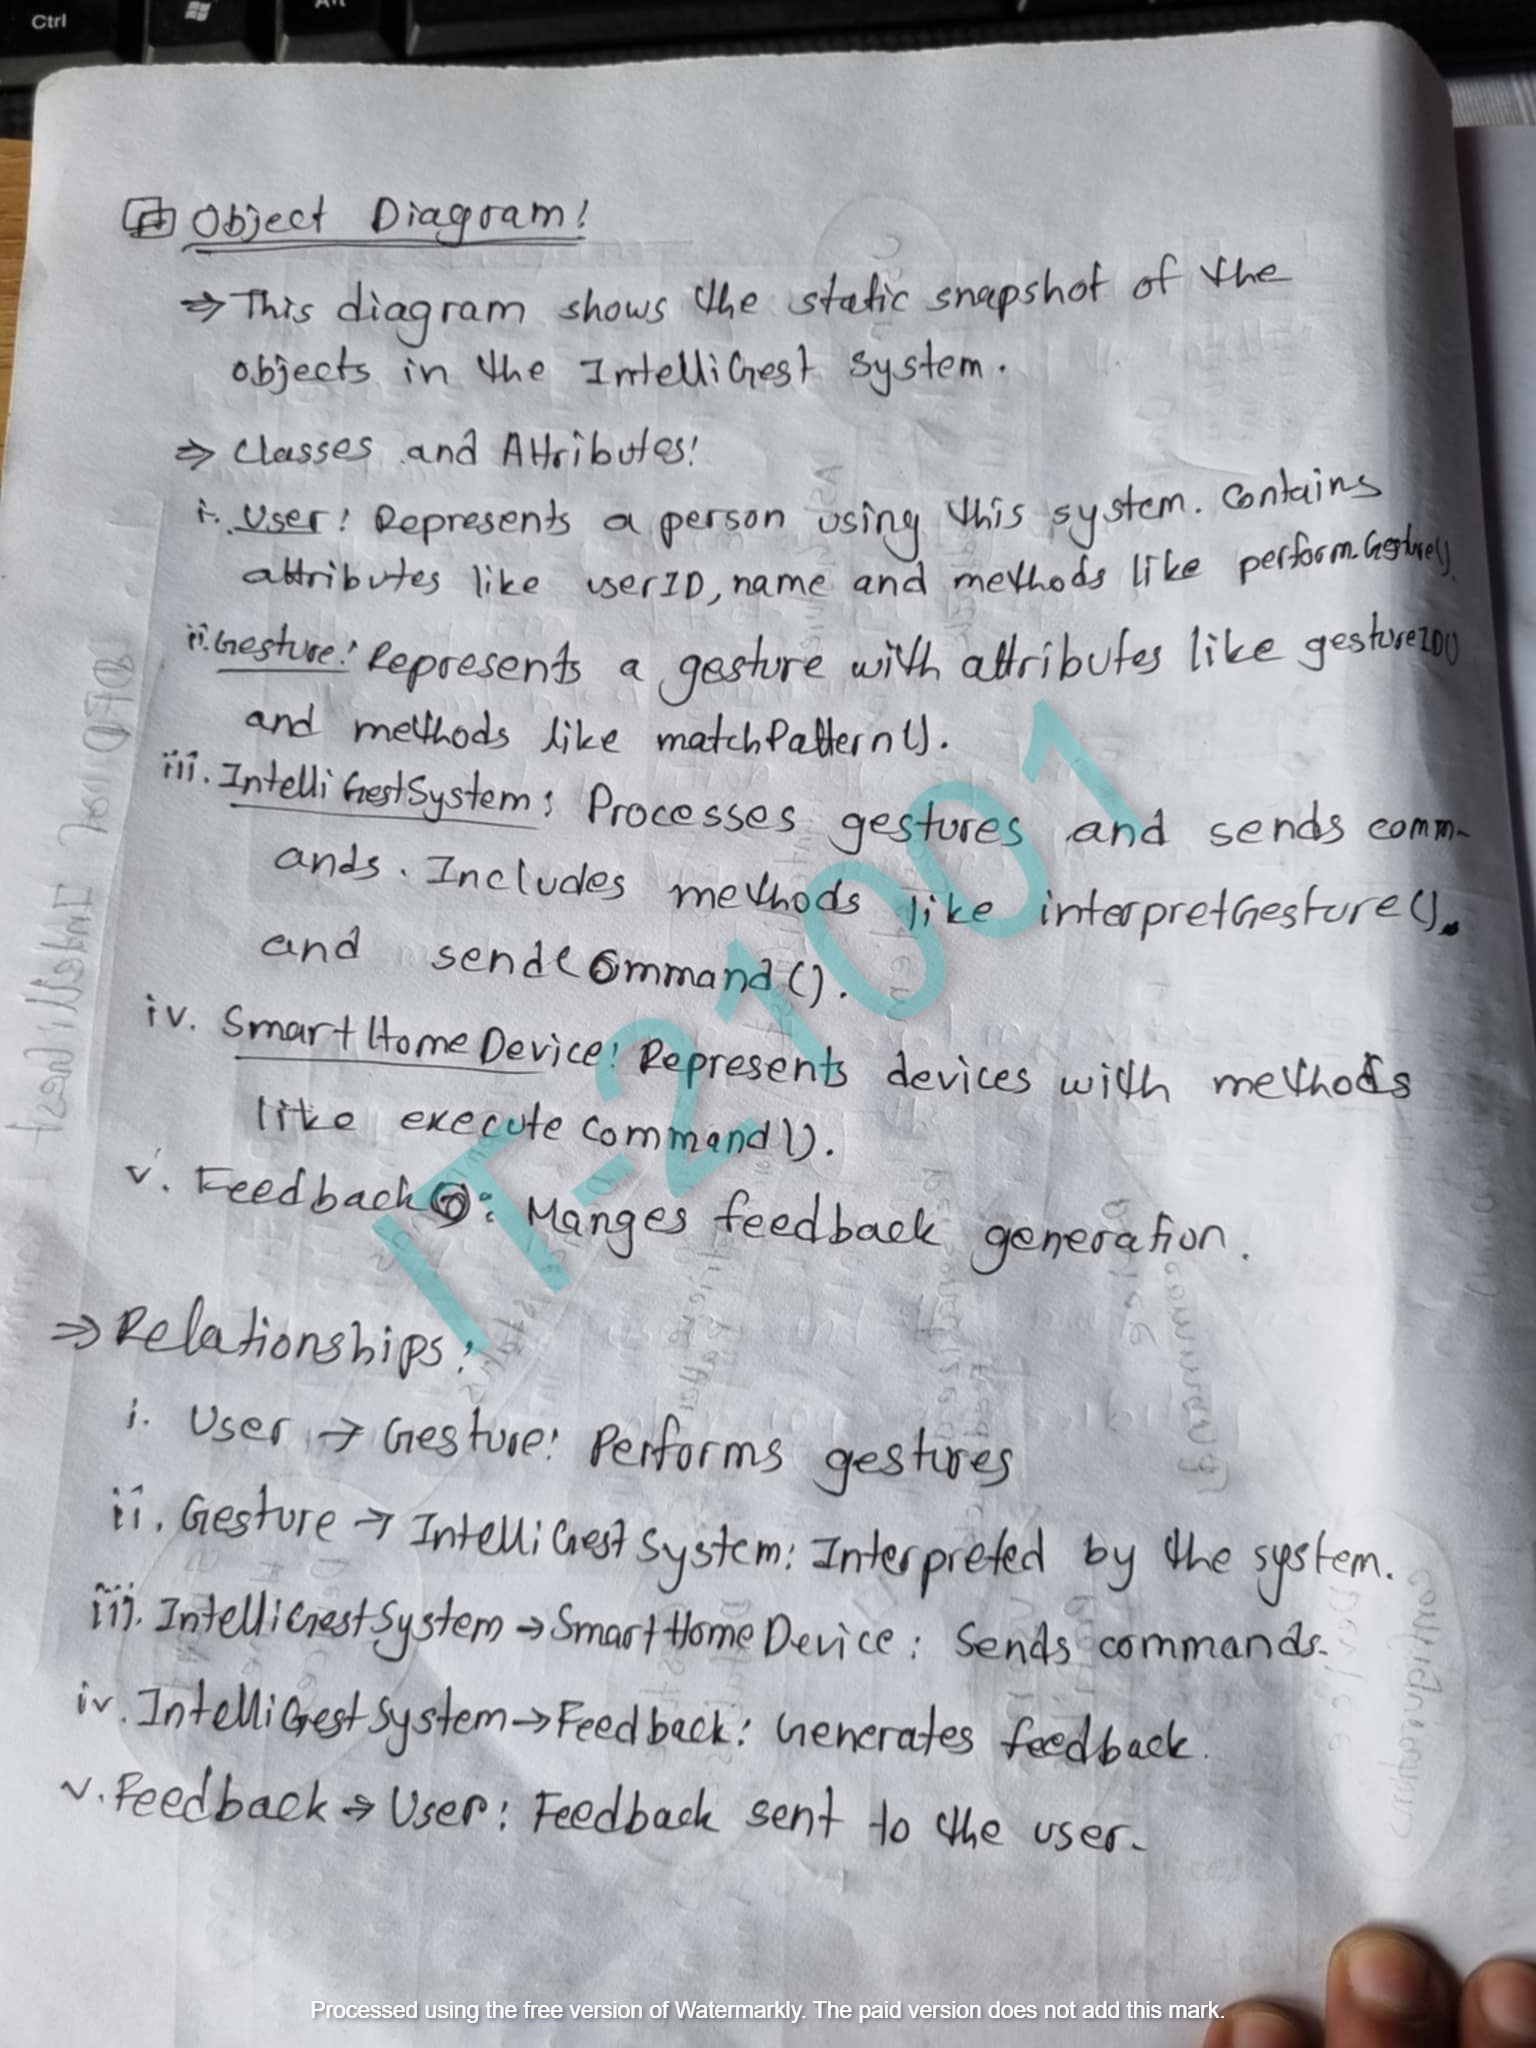 Ctrl
Object Diagram:
⇒ This diagram shows the static snapshot of the
objects in the IntelliGest System.
⇒ Classes and Attributes:
i. User: Represents a person using this system. Contains
attributes like userID, name and methods like perform.Gesture().
ii. Gesture: Represents a gesture with attributes like gestureID()
and methods like matchPattern().
iii. IntelliGestSystem: Processes gestures and sends comm-
ands. Includes methods like interpretGesture().
and sendCommand().
iv. SmartHomeDevice: Represents devices with methods
like executeCommand().
v. Feedback: Manges feedback generation.
⇒ Relationships:
i. User → Gesture: Performs gestures
ii. Gesture → IntelliGestSystem: Interpreted by the system.
iii. IntelliGestSystem → SmartHomeDevice: Sends commands.
iv. IntelliGestSystem → Feedback: Generates feedback.
v. Feedback → User: Feedback sent to the user.
IT-21001
Processed using the free version of Watermarkly. The paid version does not add this mark.